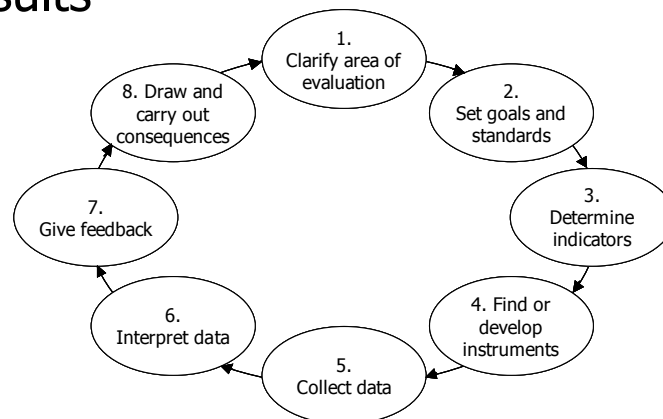 1.
Clarify area of
evaluation
2.
Set goals and
standards
3.
Determine
indicators
4. Find or
develop
instruments
5.
Collect data
6.
Interpret data
7.
Give feedback
8. Draw and
carry out
consequences